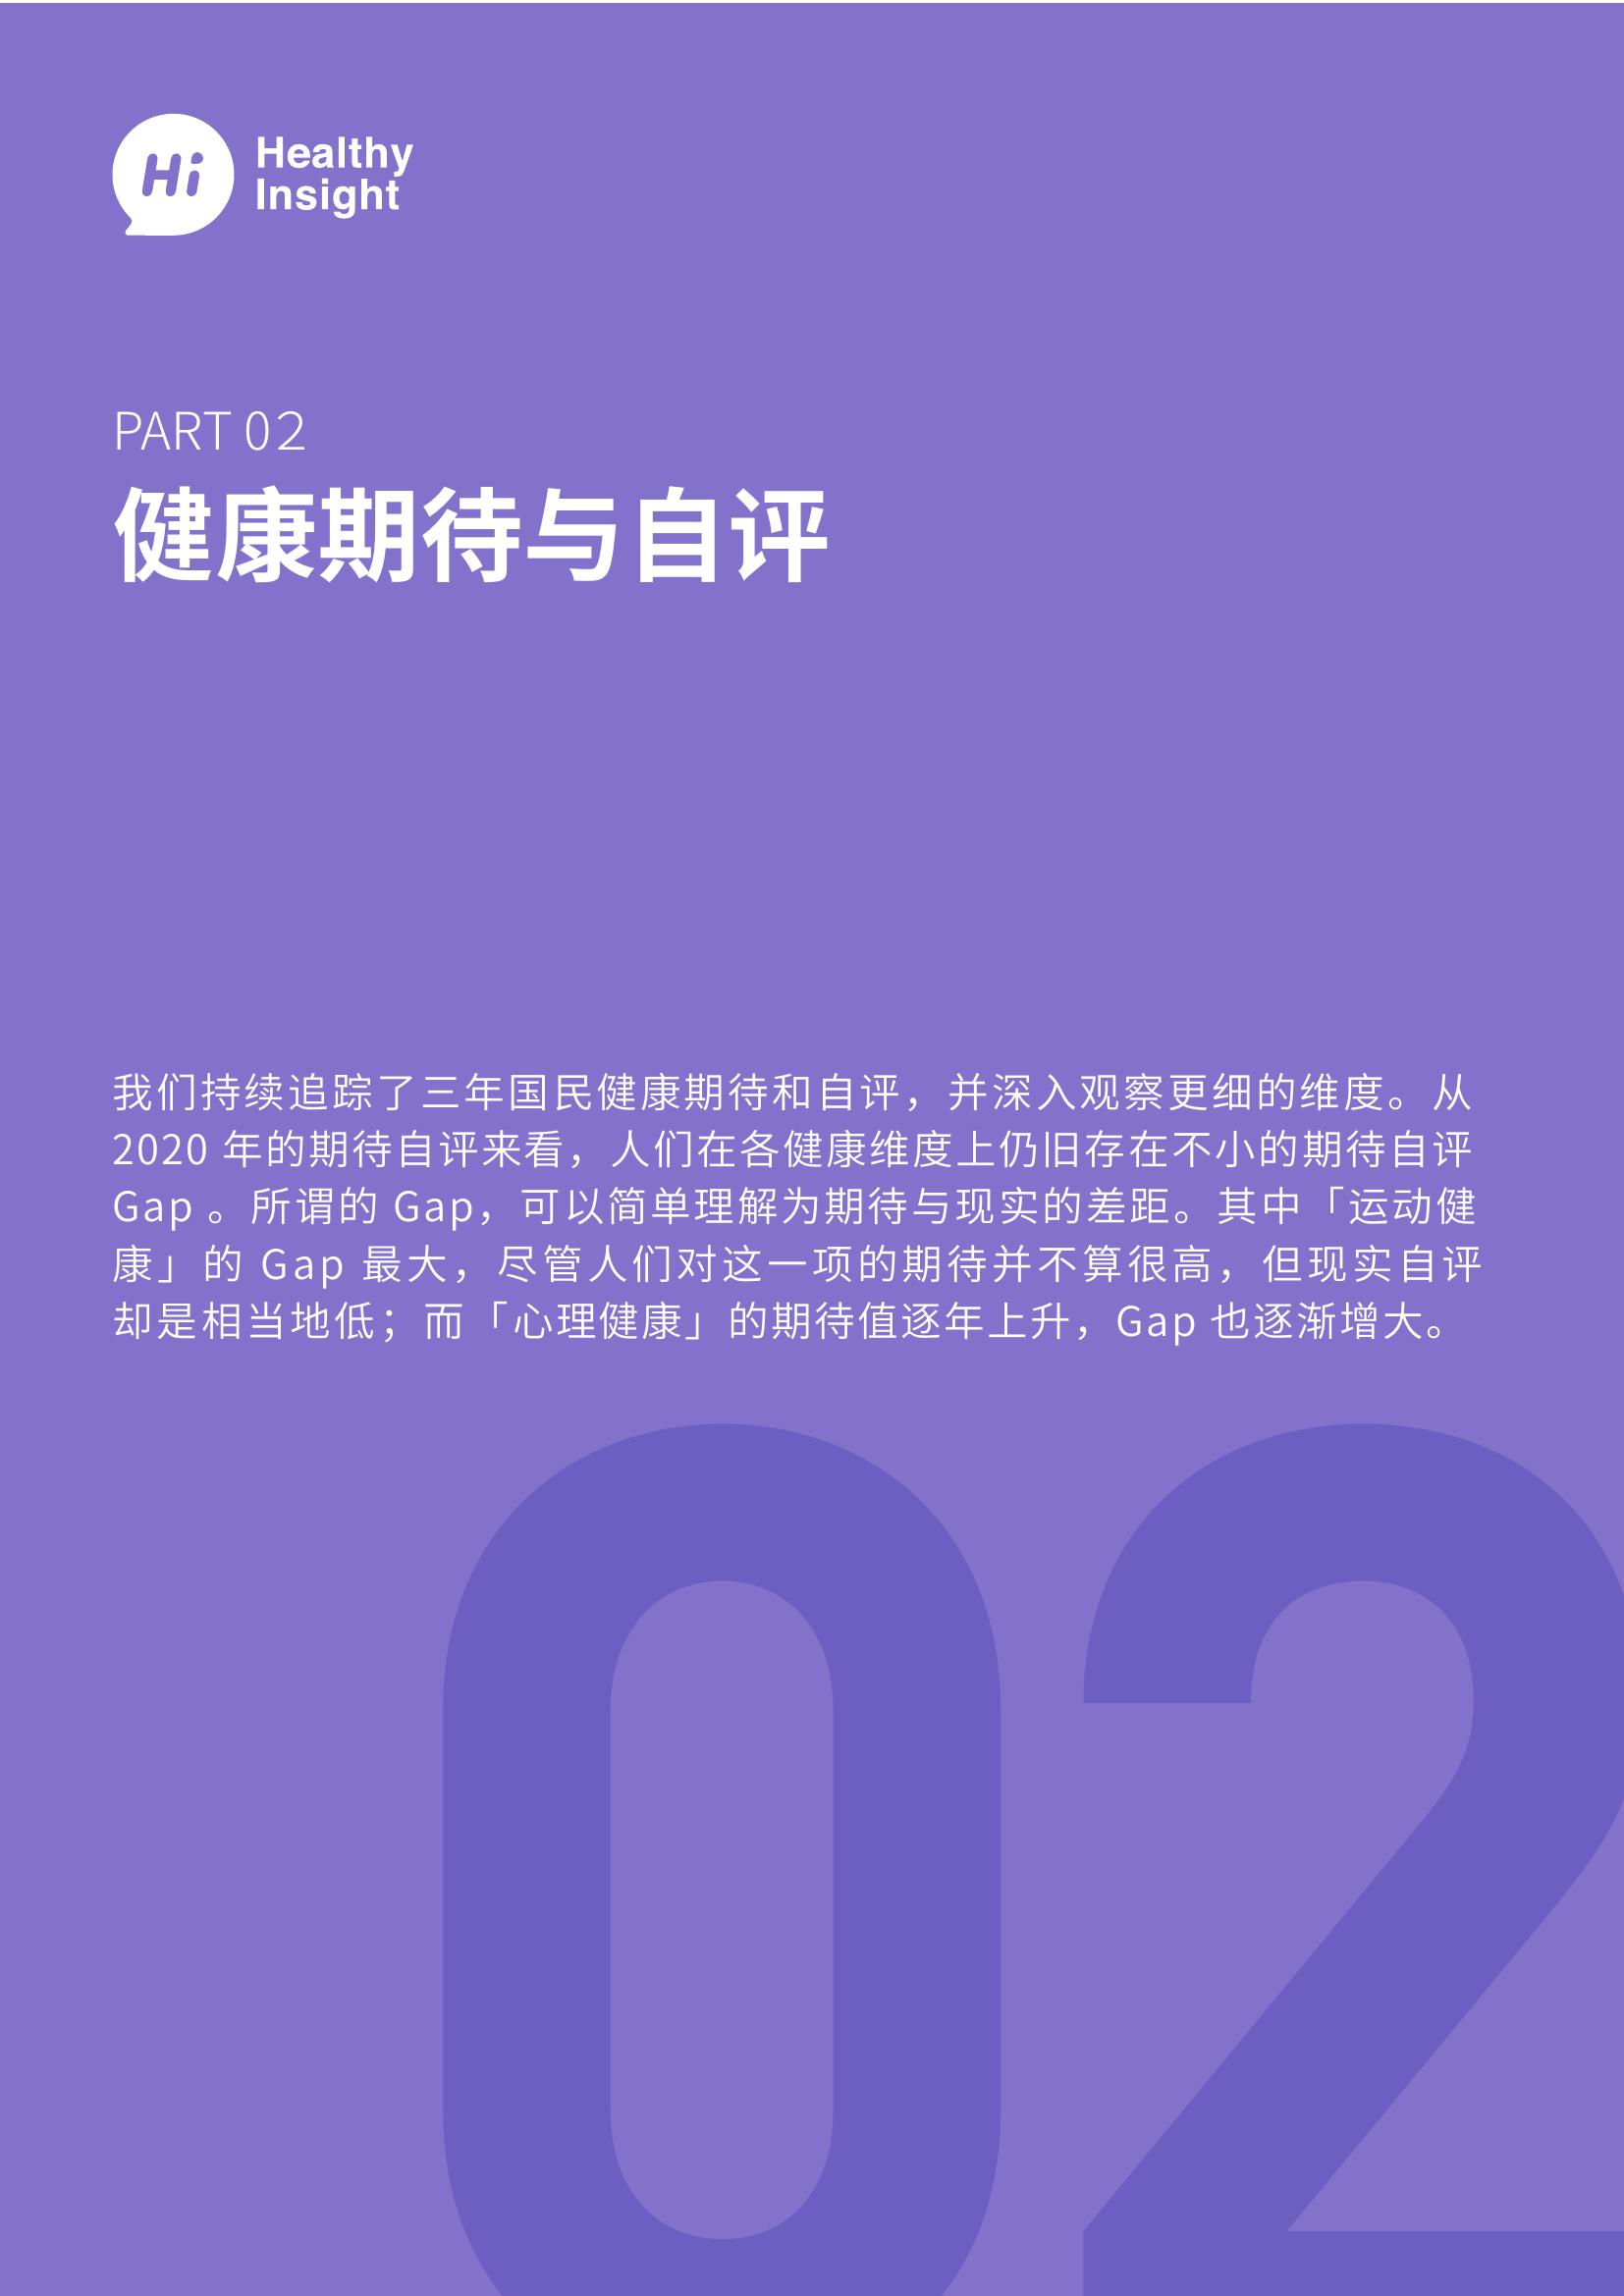 Hi
Healthy
Insight
PART 02
健康期待与自评
我们持续追踪了三年国民健康期待和自评，并深入观察更细的维度。从
2020 年的期待自评来看，人们在各健康维度上仍旧存在不小的期待自评
Gap 。所谓的 Gap，可以简单理解为期待与现实的差距。其中「运动健
康」的 Gap 最大，尽管人们对这一项的期待并不算很高，但现实自评
却是相当地低；而「心理健康」的期待值逐年上升，Gap 也逐渐增大。
02